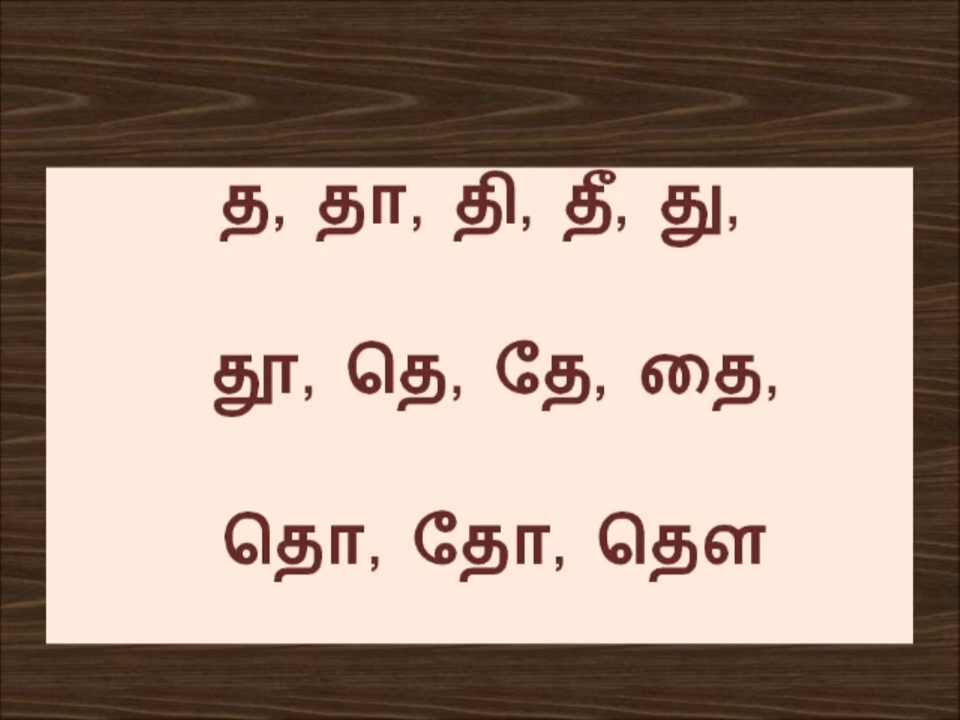 த, தா, தி, தீ, து,
தூ, தெ, தே, தை,
தொ, தோ, தௌ